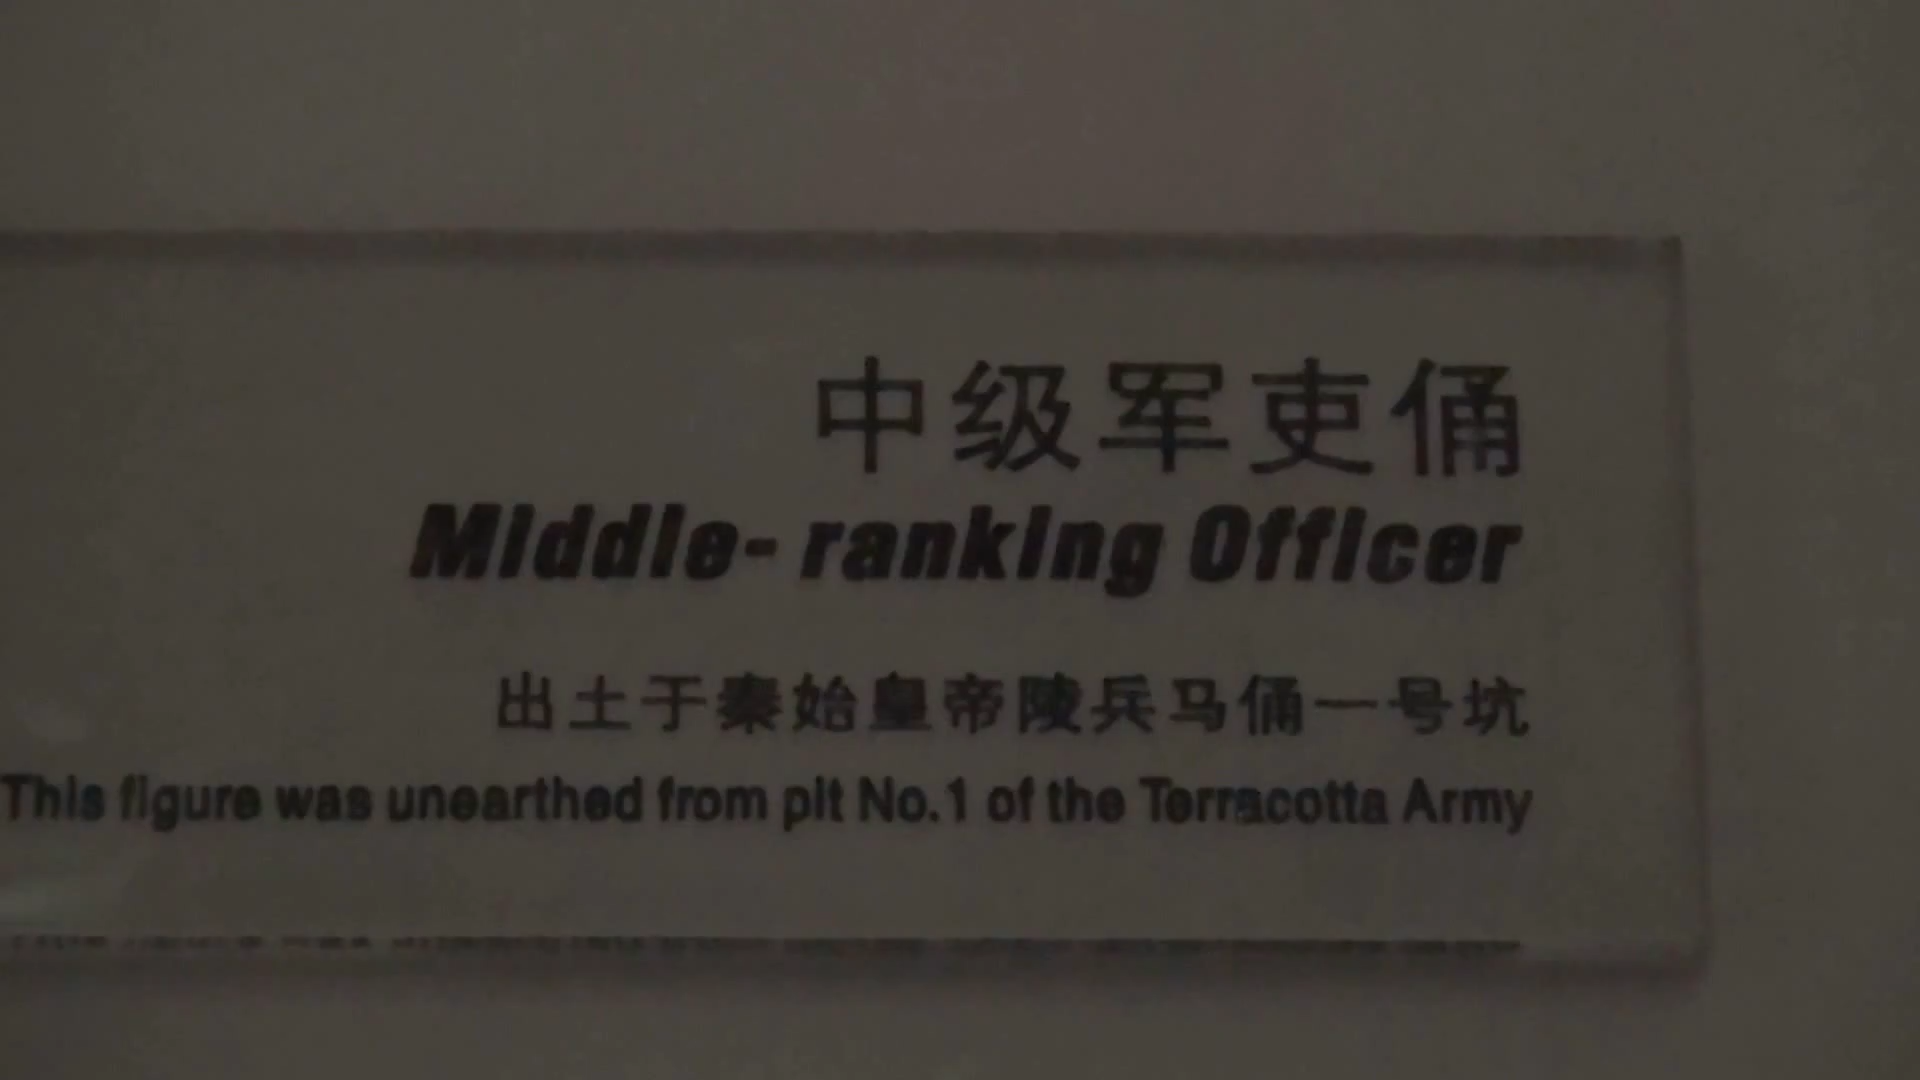 中级军吏俑
Middle- ranking Officer
出土于秦始皇帝陵兵马俑一号坑
This figure was unearthed from pit No.1 of the Terracotta Army